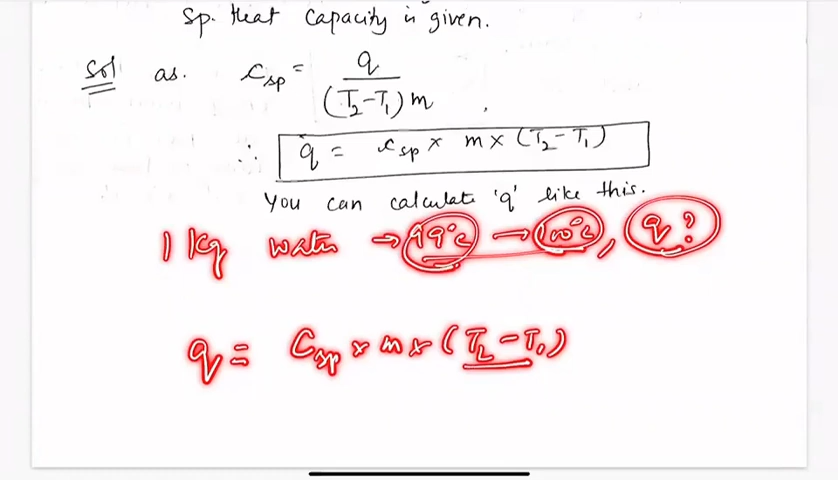 Sp. Heat Capacity is given.
Sol as. Csp = q / (T2-T1) m
∴ q = Csp × m × (T2-T1)
You can calculate 'q' like this.
1 Kg water → 99°C → 100°C, q?
q = Csp × m × (T2-T1)